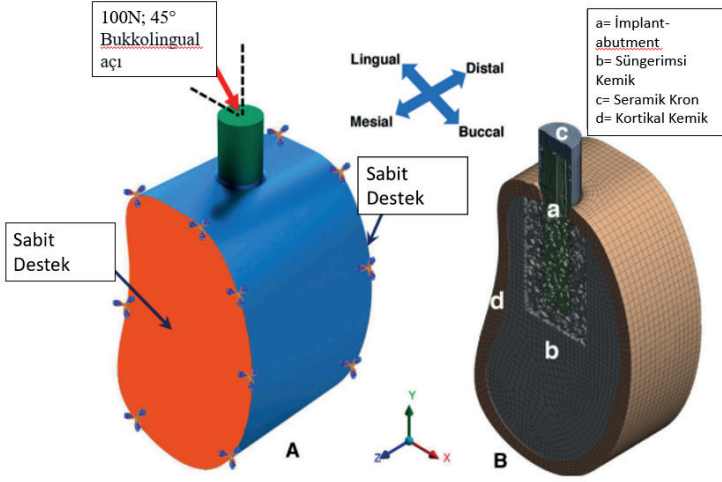 100N; 45°
Bukkolingual
açı
Lingual
Distal
Mesial
Buccal
a= İmplant-
abutment
b= Süngerimsi
Kemik
c= Seramik Kron
d= Kortikal Kemik
Sabit
Destek
Sabit
Destek
c
a
d
b
A
Y
Z
X
B